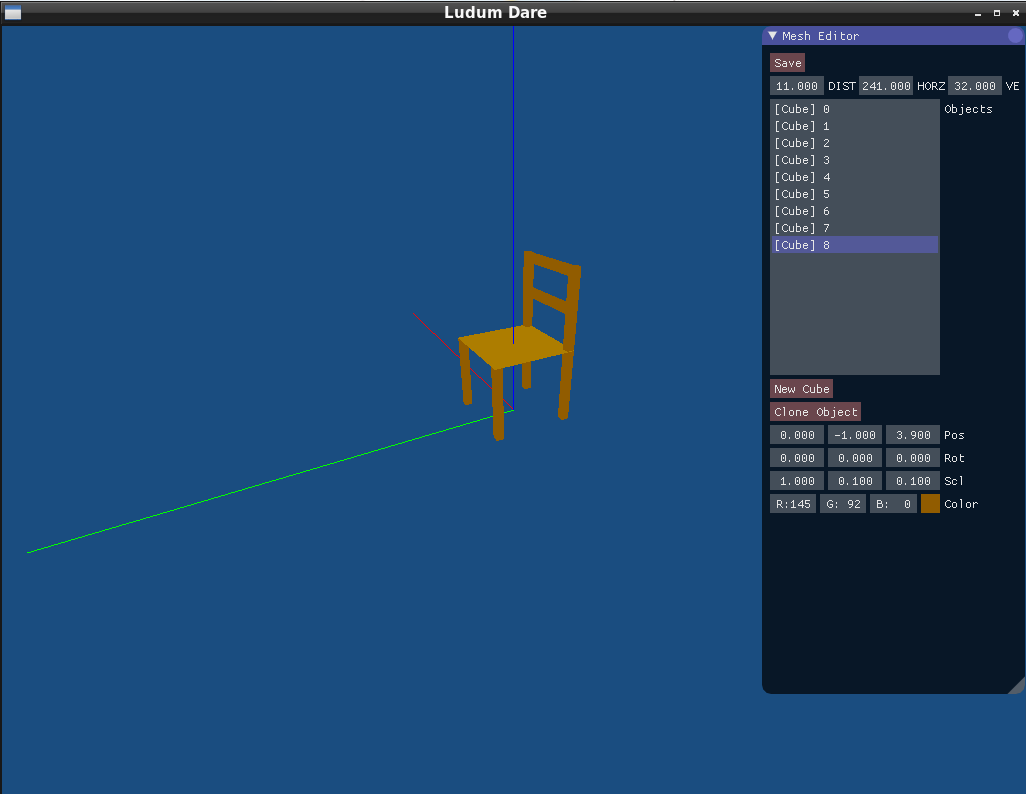 Ludum Dare
Mesh Editor
Save
11.000 DIST 241.000 HORZ 32.000 VE
[Cube] 0 Objects
[Cube] 1
[Cube] 2
[Cube] 3
[Cube] 4
[Cube] 5
[Cube] 6
[Cube] 7
[Cube] 8
New Cube
Clone Object
0.000 -1.000 3.900 Pos
0.000 0.000 0.000 Rot
1.000 0.100 0.100 Scl
R:145 G: 92 B: 0 Color